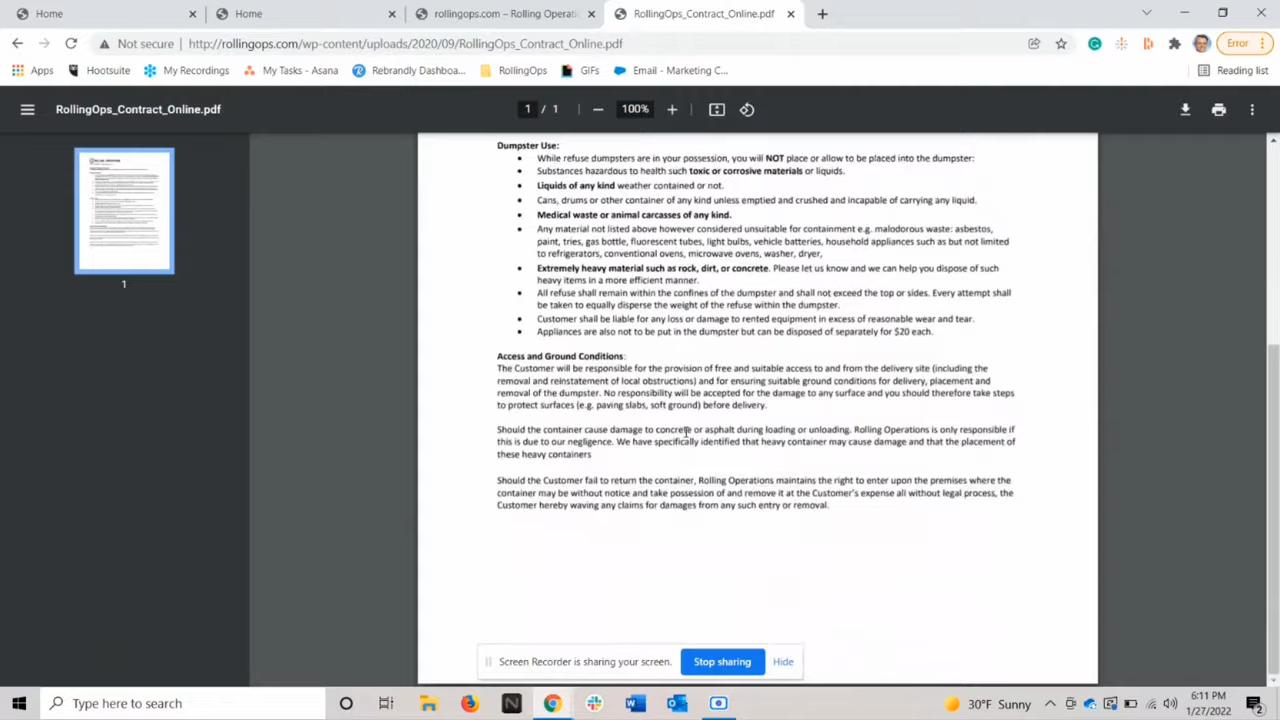 Home
Home
rollingops.com – Rolling Operati
RollingOps_Contract_Online.pdf
Not secure | http://rollingops.com/wp-content/uploads/2020/09/RollingOps_Contract_Online.pdf
Error
Apps
Hootsuite
My Recordings
My Tasks - Asana
Rebrandly Dashboa...
RollingOps
GIFs
Email - Marketing C...
Reading list
RollingOps_Contract_Online.pdf
1 / 1
100%
1
Dumpster Use:
• While refuse dumpsters are in your possession, you will NOT place or allow to be placed into the dumpster:
• Substances hazardous to health such toxic or corrosive materials or liquids.
• Liquids of any kind weather contained or not.
• Cans, drums or other container of any kind unless emptied and crushed and incapable of carrying any liquid.
• Medical waste or animal carcasses of any kind.
• Any material not listed above however considered unsuitable for containment e.g. malodorous waste: asbestos,
paint, tries, gas bottle, fluorescent tubes, light bulbs, vehicle batteries, household appliances such as but not limited
to refrigerators, conventional ovens, microwave ovens, washer, dryer,
• Extremely heavy material such as rock, dirt, or concrete. Please let us know and we can help you dispose of such
heavy items in a more efficient manner.
• All refuse shall remain within the confines of the dumpster and shall not exceed the top or sides. Every attempt shall
be taken to equally disperse the weight of the refuse within the dumpster.
• Customer shall be liable for any loss or damage to rented equipment in excess of reasonable wear and tear.
• Appliances are also not to be put in the dumpster but can be disposed of separately for $20 each.
Access and Ground Conditions:
The Customer will be responsible for the provision of free and suitable access to and from the delivery site (including the
removal and reinstatement of local obstructions) and for ensuring suitable ground conditions for delivery, placement and
removal of the dumpster. No responsibility will be accepted for the damage to any surface and you should therefore take steps
to protect surfaces (e.g. paving slabs, soft ground) before delivery.
Should the container cause damage to concrete or asphalt during loading or unloading. Rolling Operations is only responsible if
this is due to our negligence. We have specifically identified that heavy container may cause damage and that the placement of
these heavy containers
Should the Customer fail to return the container, Rolling Operations maintains the right to enter upon the premises where the
container may be without notice and take possession of and remove it at the Customer's expense all without legal process, the
Customer hereby waving any claims for damages from any such entry or removal.
Screen Recorder is sharing your screen.
Stop sharing
Hide
Type here to search
30°F Sunny
6:11 PM
1/27/2022
2